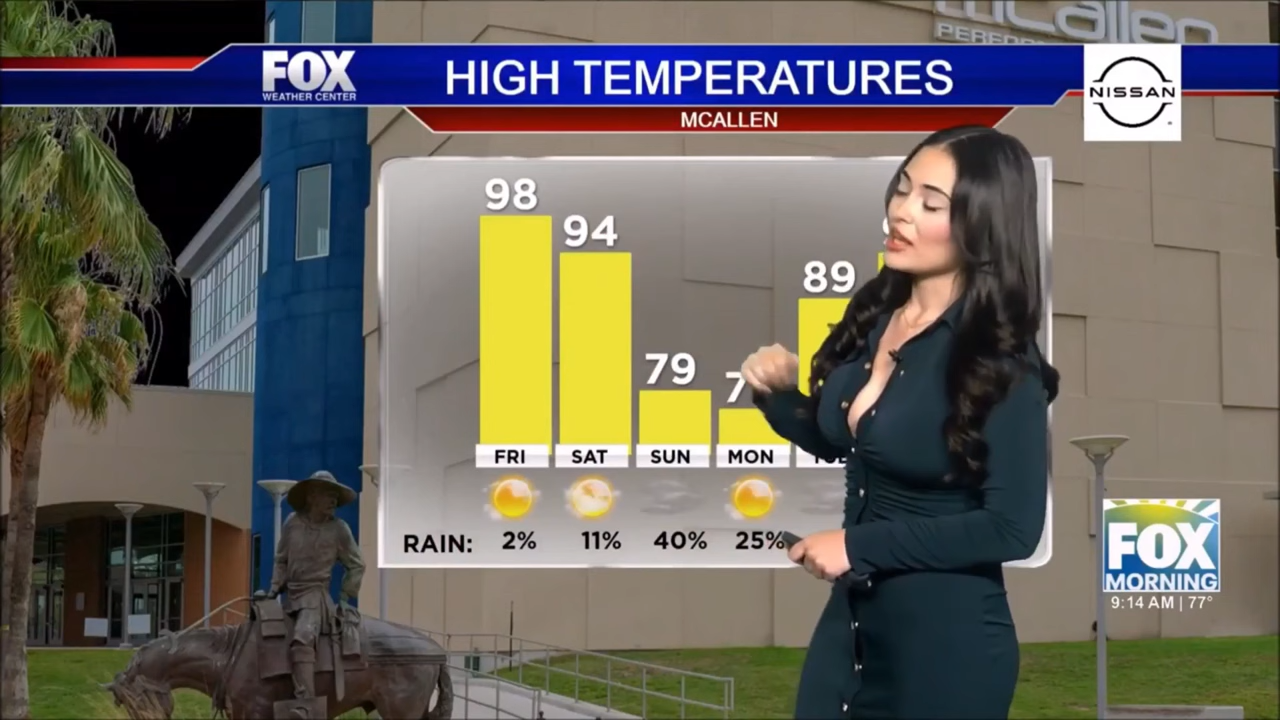 mcallen
FOX
WEATHER CENTER
HIGH TEMPERATURES
NISSAN
MCALLEN
98
94
89
79
FRI
SAT
SUN
MON
RAIN:
2%
11%
40%
25%
FOX
MORNING
9:14 AM | 77°